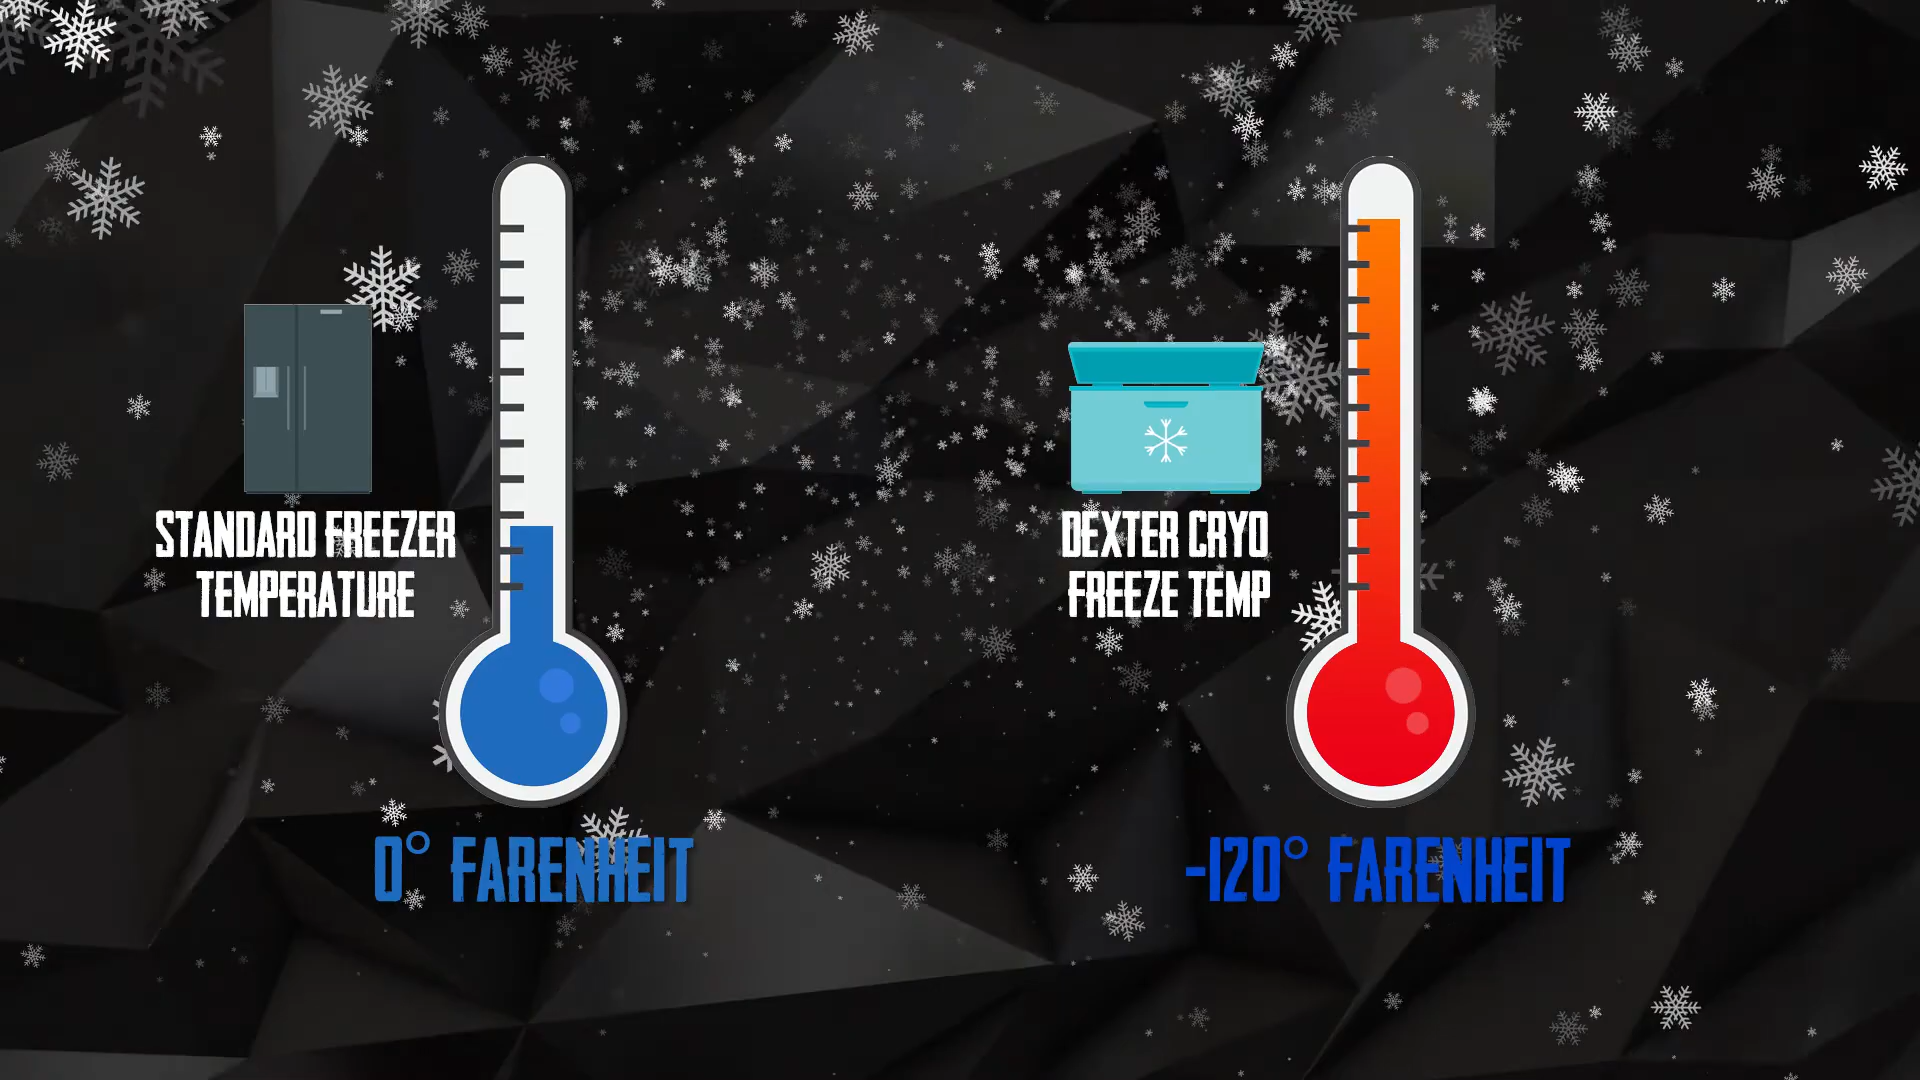 STANDARD FREEZER
TEMPERATURE
0° FARENHEIT
DEXTER CRYO
FREEZE TEMP
-120° FARENHEIT